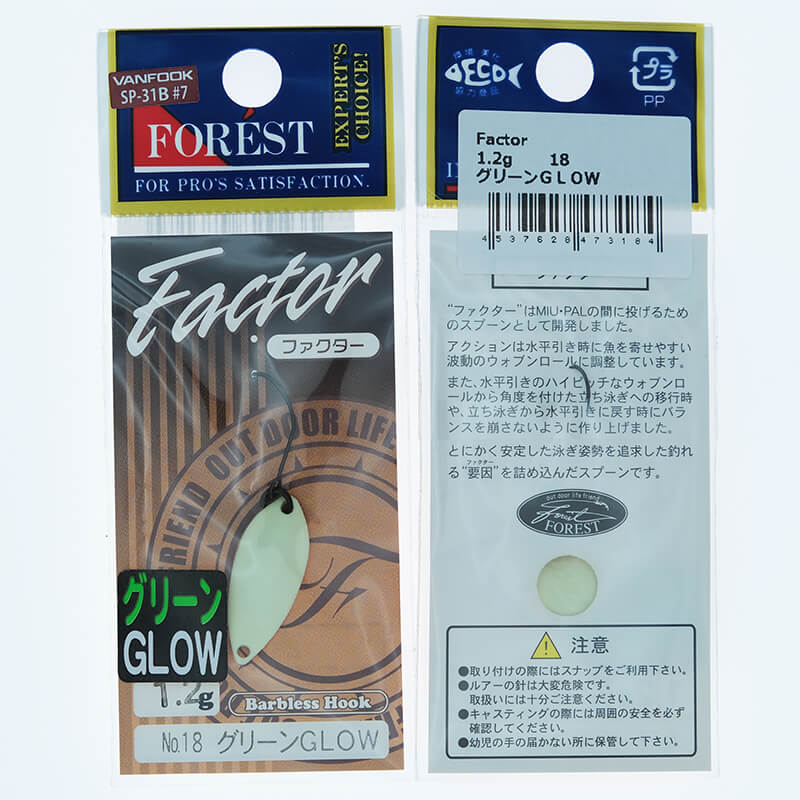 VANFOOK
SP-31B #7
FORÉST
FOR PRO'S SATISFACTION.
EXPERT'S
CHOICE!
Factor
ファクター
FRIEND OUT DOOR LIFE
F
グリーン
GLOW
1.2g
Barbless Hook
No.18 グリーンGLOW
環境・美化
ECO
協力商品
プラ
PP
Factor
1.2g 18
グリーンGLOW
4537628473184
"ファクター"はMIU・PALの間に投げるため
のスプーンとして開発しました。
アクションは水平引き時に魚を寄せやすい
波動のウォブンロールに調整しています。
また、水平引きのハイピッチなウォブンロ
ールから角度を付けた立ち泳ぎへの移行時
や、立ち泳ぎから水平引きに戻す時にバラ
ンスを崩さないように作り上げました。
とにかく安定した泳ぎ姿勢を追求した釣れ
ファクター
る"要因"を詰め込んだスプーンです。
out door life friend
Forest
FOREST
注意
●取り付けの際にはスナップをご利用下さい。
●ルアーの針は大変危険です。
取扱いには十分ご注意ください。
●キャスティングの際には周囲の安全を必ず
確認してください。
●幼児の手の届かない所に保管して下さい。